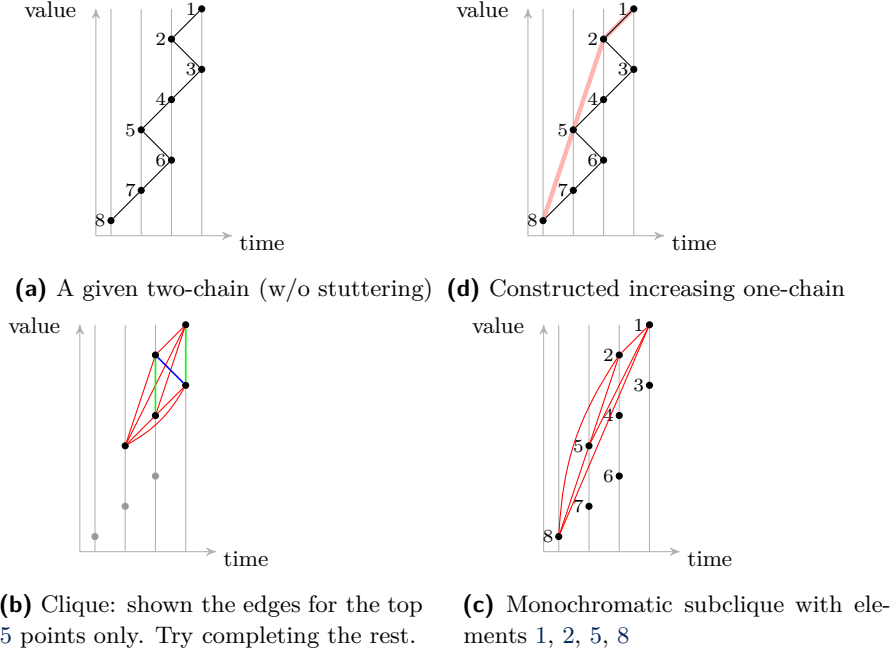 value
1
2
3
4
5
6
7
8
time
(a) A given two-chain (w/o stuttering)
value
1
2
3
4
5
6
7
8
time
(d) Constructed increasing one-chain
value
time
(b) Clique: shown the edges for the top
5 points only. Try completing the rest.
value
1
2
3
4
5
6
7
8
time
(c) Monochromatic subclique with ele-
ments 1, 2, 5, 8